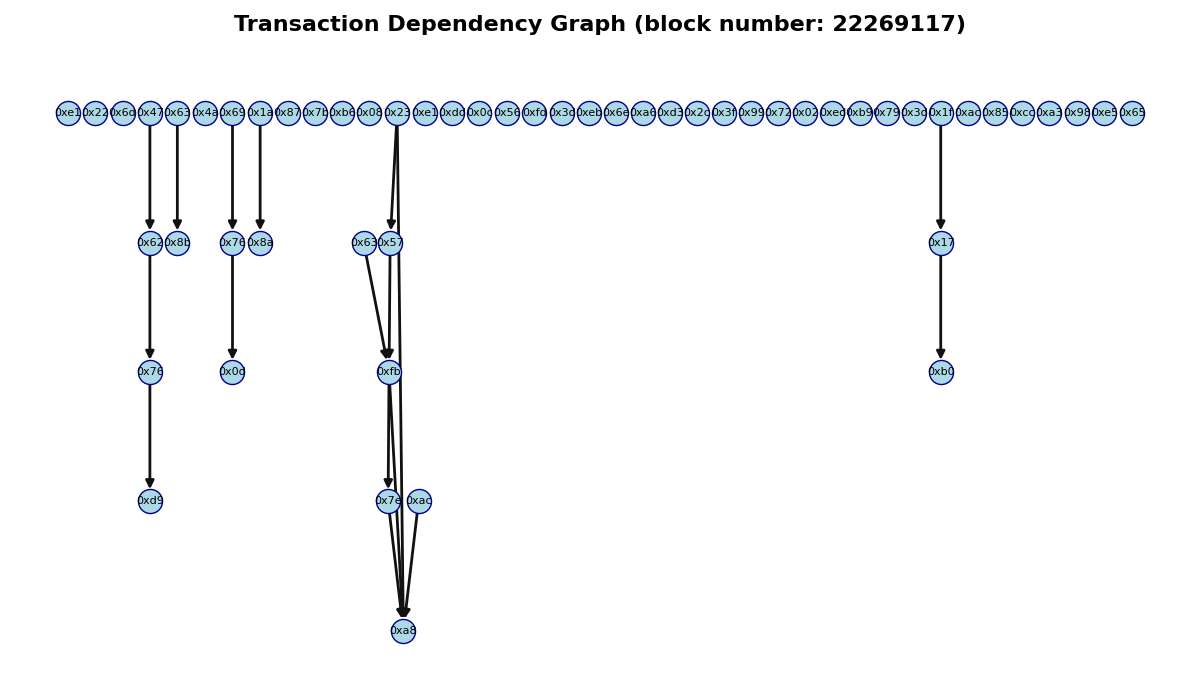 Transaction Dependency Graph (block number: 22269117)
0xe1 0x22 0x6d 0x47 0x63 0x4a 0x69 0x1a 0x87 0x7b 0xb6 0x08 0x23 0xe1 0xdd 0x0c 0x56 0xfd 0x3d 0xeb 0x6e 0xa6 0xd3 0x2c 0x3f 0x99 0x72 0x02 0xed 0xb9 0x79 0x3d 0x1f 0xac 0x85 0xcc 0xa3 0x98 0xe5 0x65
0x62 0x8b 0x76 0x8a 0x63 0x57 0x17
0x76 0x0d 0xfb 0xb0
0xd9 0x7e 0xac
0xa8